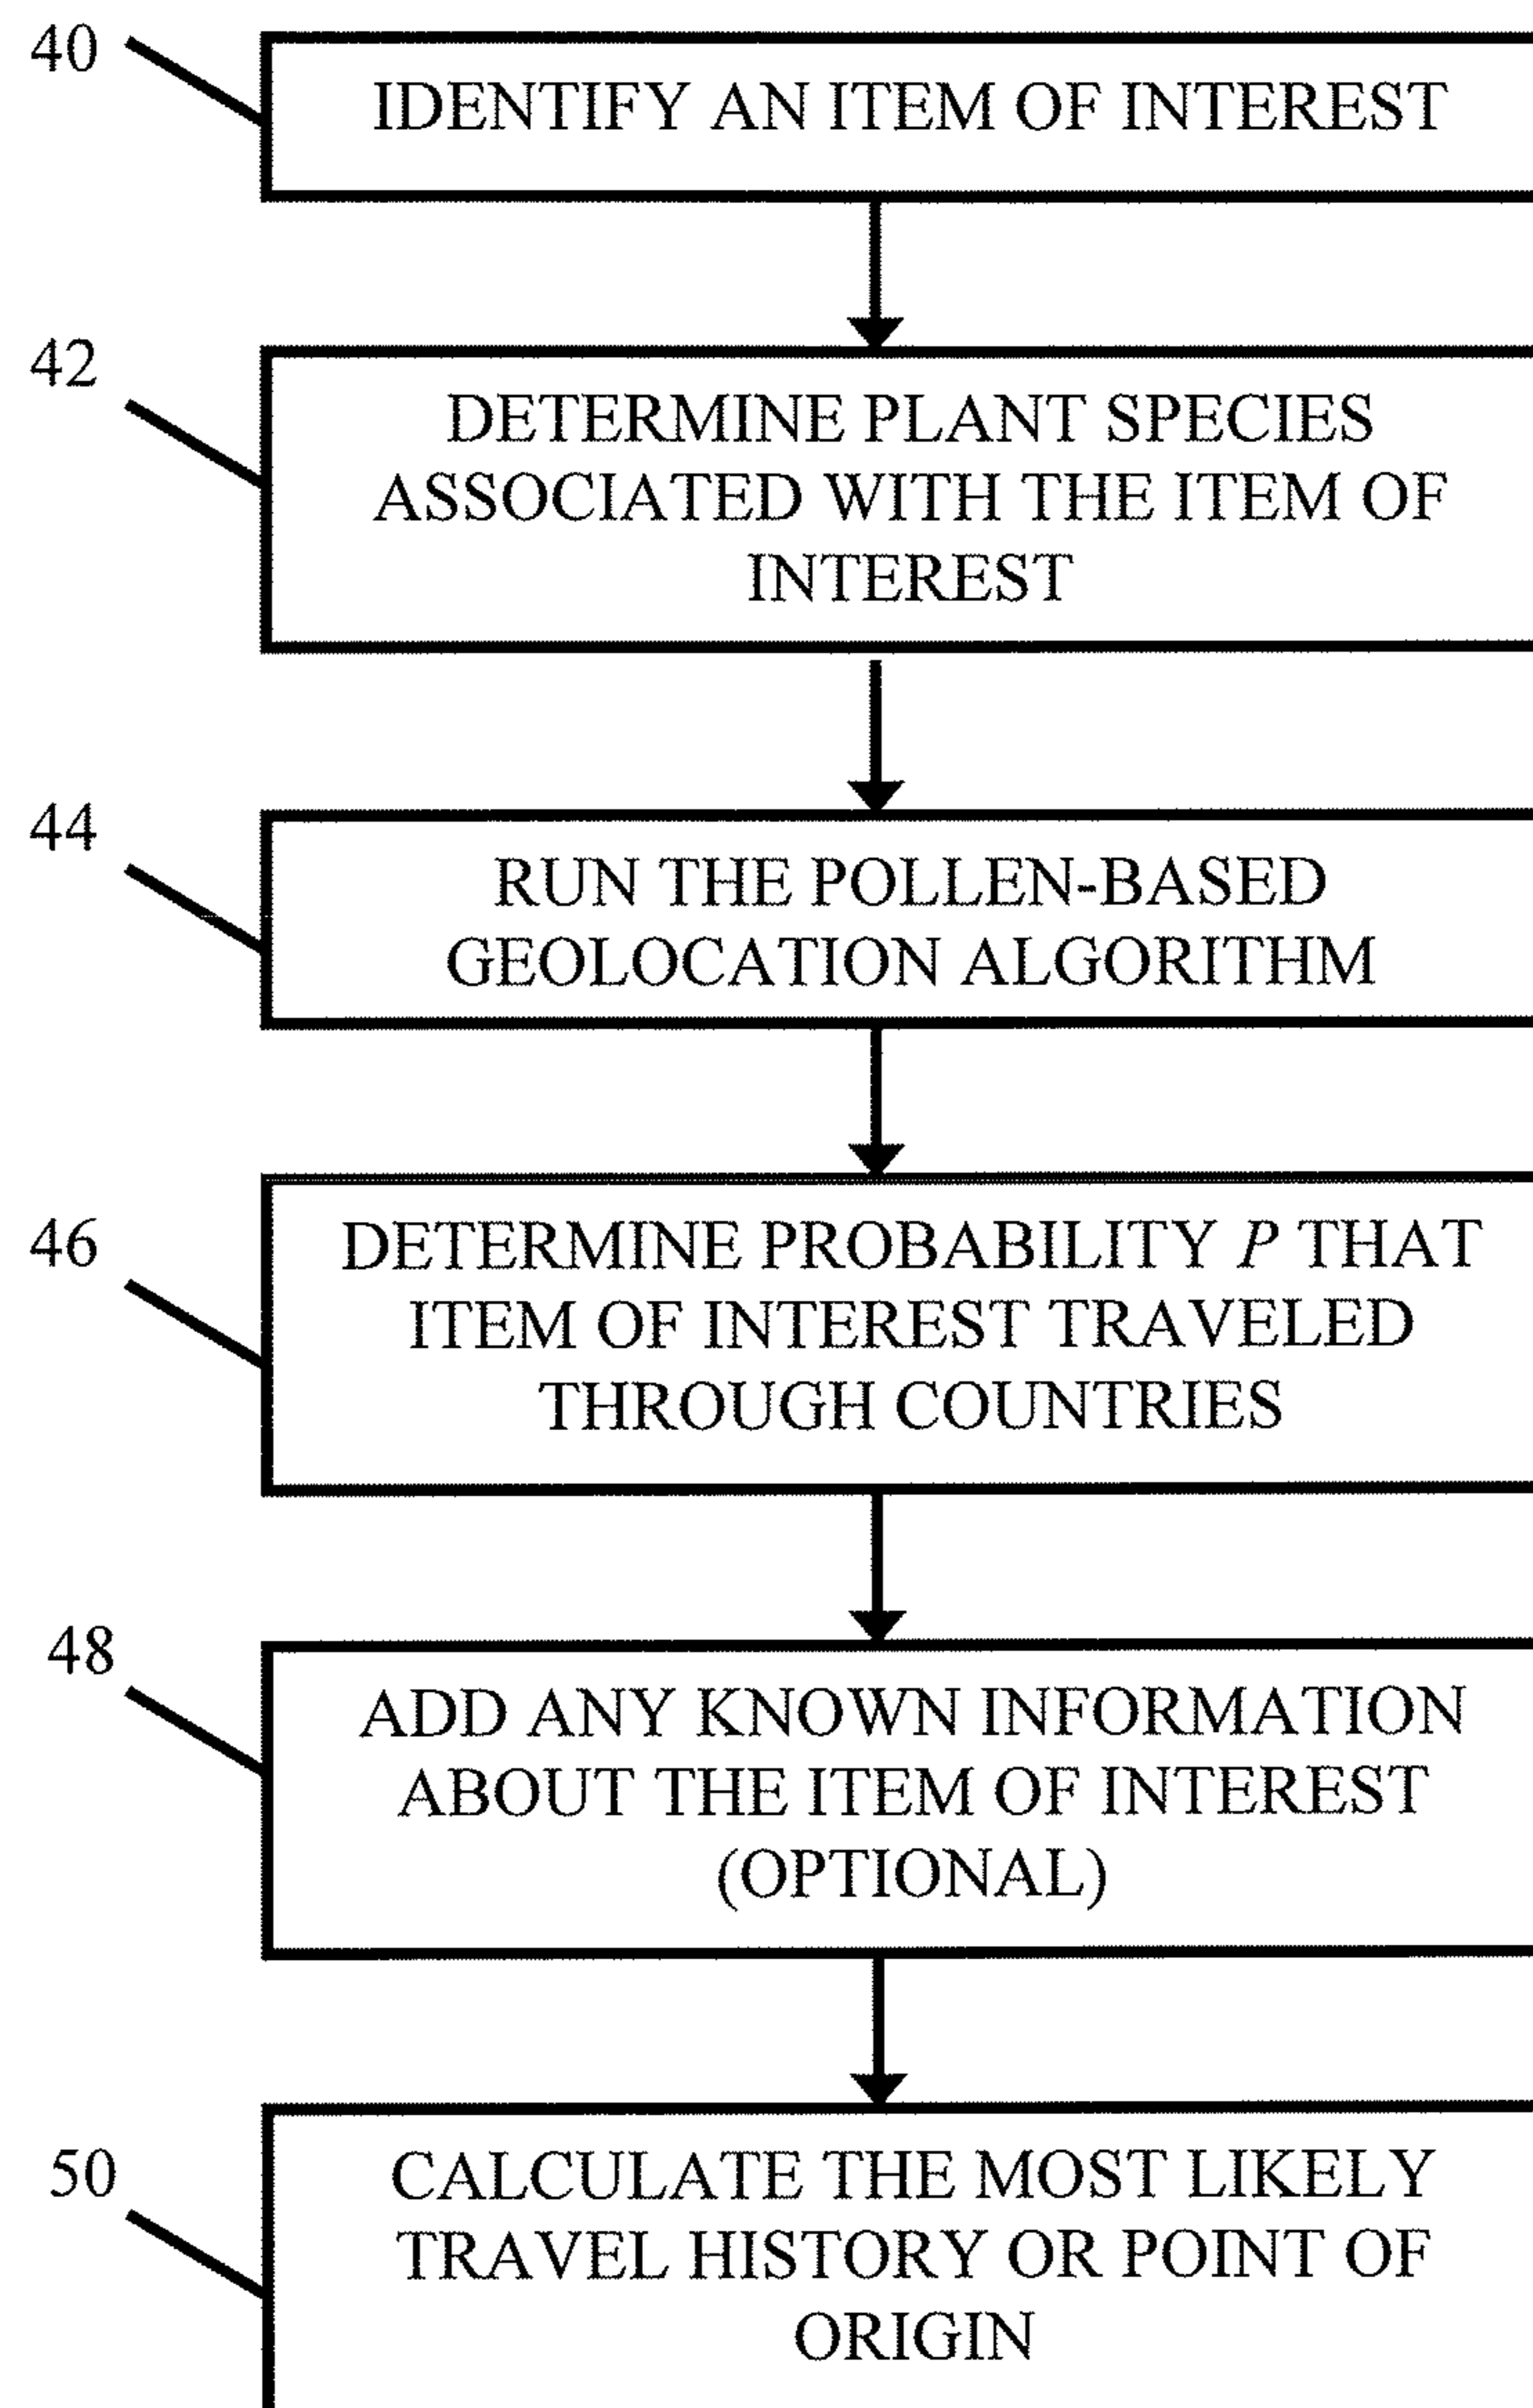 40
IDENTIFY AN ITEM OF INTEREST
42
DETERMINE PLANT SPECIES
ASSOCIATED WITH THE ITEM OF
INTEREST
44
RUN THE POLLEN-BASED
GEOLOCATION ALGORITHM
46
DETERMINE PROBABILITY P THAT
ITEM OF INTEREST TRAVELED
THROUGH COUNTRIES
48
ADD ANY KNOWN INFORMATION
ABOUT THE ITEM OF INTEREST
(OPTIONAL)
50
CALCULATE THE MOST LIKELY
TRAVEL HISTORY OR POINT OF
ORIGIN